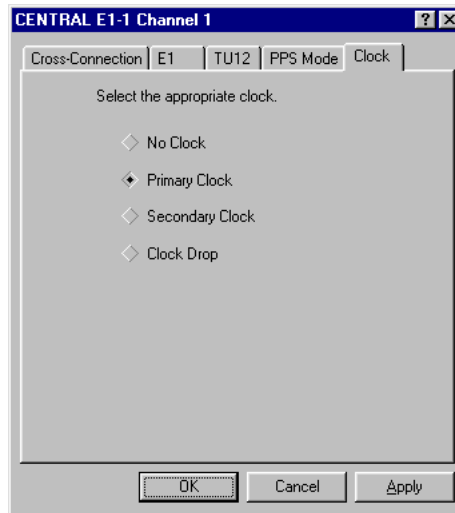 CENTRAL E1-1 Channel 1
Cross-Connection E1 TU12 PPS Mode Clock
Select the appropriate clock.
No Clock
Primary Clock
Secondary Clock
Clock Drop
OK Cancel Apply